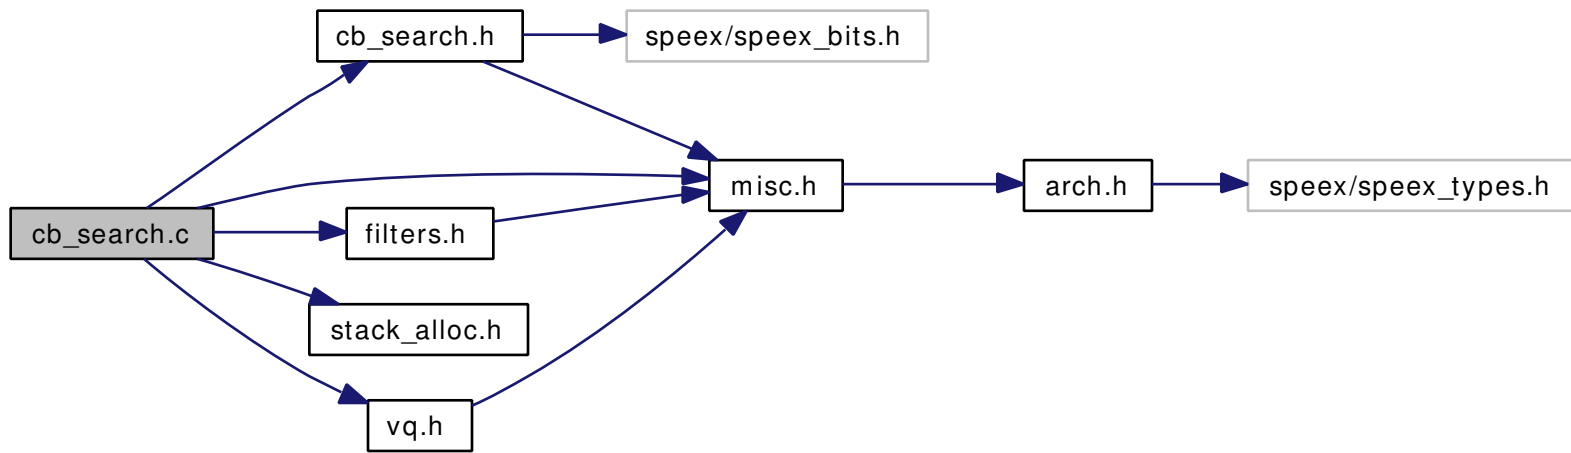 cb_search.h
speex/speex_bits.h
misc.h
arch.h
speex/speex_types.h
cb_search.c
filters.h
stack_alloc.h
vq.h